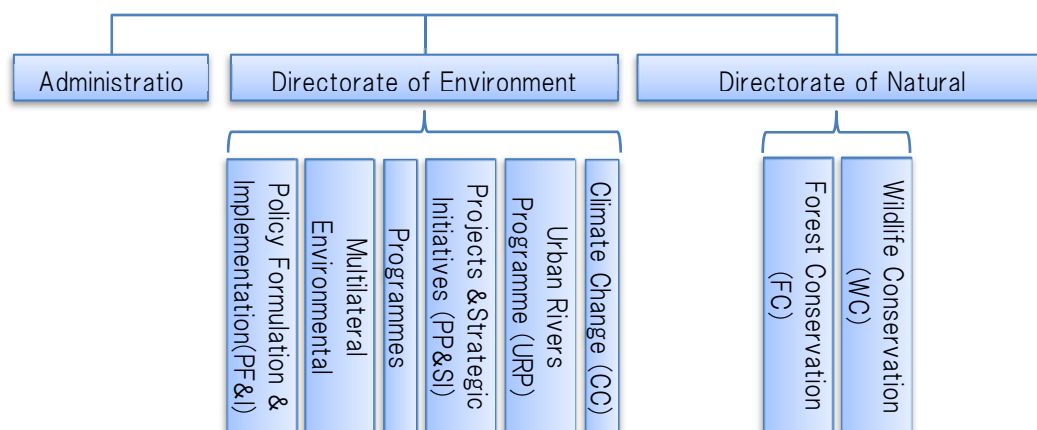 Administratio
Directorate of Environment
Directorate of Natural
Policy Formulation &
Implementation(PF&I)
Multilateral
Environmental
Programmes
Projects &Strategic
Initiatives (PP&SI)
Urban Rivers
Programme (URP)
Climate Change (CC)
Forest Conservation
(FC)
Wildlife Conservation
(WC)